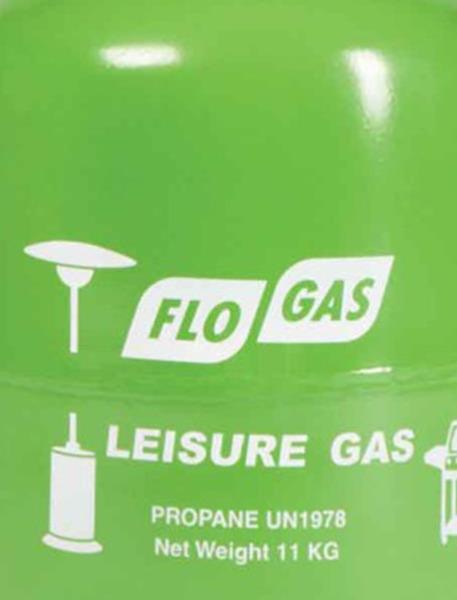 FLO GAS
LEISURE GAS
PROPANE UN1978
Net Weight 11 KG